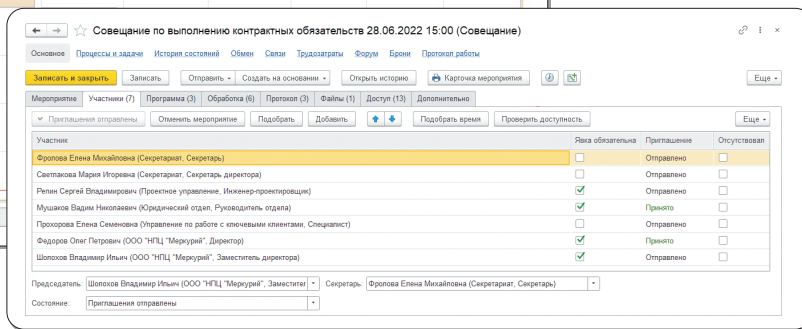 Совещание по выполнению контрактных обязательств 28.06.2022 15:00 (Совещание)
Основное Процессы и задачи История состояний Обмен Связи Трудозатраты Форум Брони Протокол работы
Записать и закрыть Записать Отправить Создать на основании Открыть историю Карточка мероприятия Еще
Мероприятие Участники (7) Программа (3) Обработка (6) Протокол (3) Файлы (1) Доступ (13) Дополнительно
Приглашения отправлены Отменить мероприятие Подобрать Добавить Подобрать время Проверить доступность Еще
Участник Явка обязательна Приглашение Отсутствовал
Фролова Елена Михайловна (Секретариат, Секретарь) Отправлено
Светлакова Мария Игоревна (Секретариат, Секретарь директора) Отправлено
Репин Сергей Владимирович (Проектное управление, Инженер-проектировщик) Отправлено
Мушаков Вадим Николаевич (Юридический отдел, Руководитель отдела) Принято
Прохорова Елена Семеновна (Управление по работе с ключевыми клиентами, Специалист) Отправлено
Федоров Олег Петрович (ООО "НПЦ "Меркурий", Директор) Принято
Шолохов Владимир Ильич (ООО "НПЦ "Меркурий", Заместитель директора) Отправлено
Председатель: Шолохов Владимир Ильич (ООО "НПЦ "Меркурий", Заместител Секретарь: Фролова Елена Михайловна (Секретариат, Секретарь)
Состояние: Приглашения отправлены